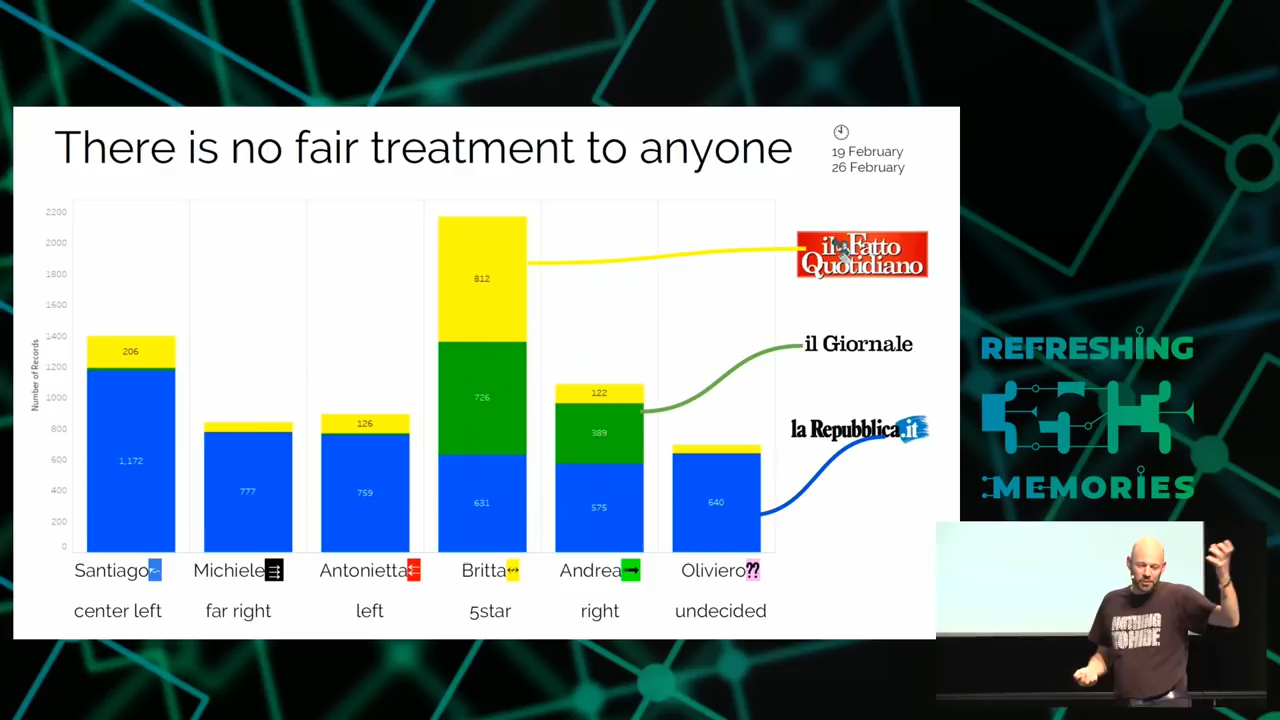 There is no fair treatment to anyone
19 February
26 February
Number of Records
2200
2000
1800
1600
1400
1200
1000
800
600
400
200
0
206
1,172
777
126
759
812
726
631
122
389
575
640
il Fatto
Quotidiano
il Giornale
la Repubblica.it
Santiago
Michiele
Antonietta
Britta
Andrea
Oliviero ??
center left
far right
left
5star
right
undecided
REFRESHING
MEMORIES